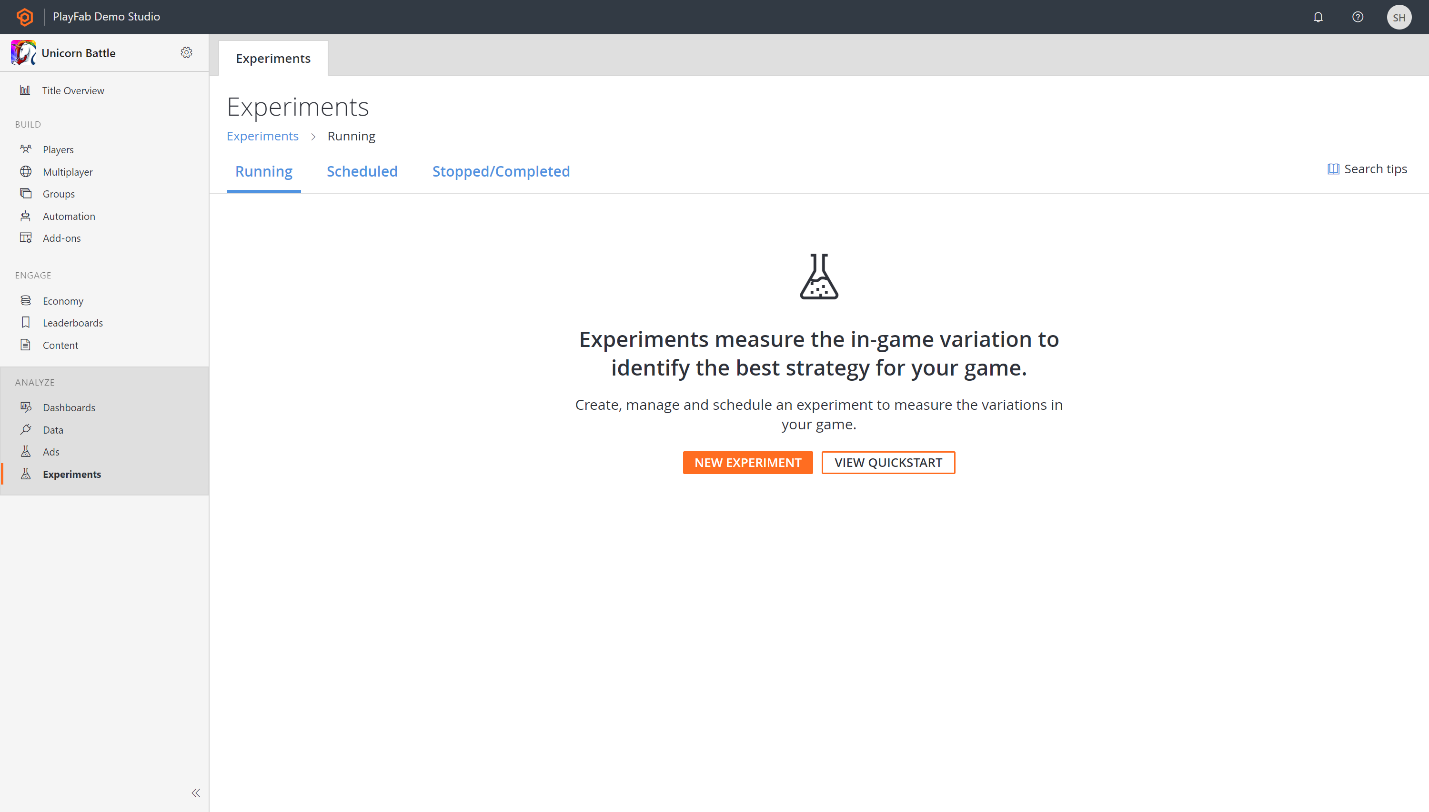 PlayFab Demo Studio
SH
Unicorn Battle
Title Overview
BUILD
Players
Multiplayer
Groups
Automation
Add-ons
ENGAGE
Economy
Leaderboards
Content
ANALYZE
Dashboards
Data
Ads
Experiments
Experiments
Experiments
Experiments > Running
Running Scheduled Stopped/Completed
Search tips
Experiments measure the in-game variation to
identify the best strategy for your game.
Create, manage and schedule an experiment to measure the variations in
your game.
NEW EXPERIMENT VIEW QUICKSTART